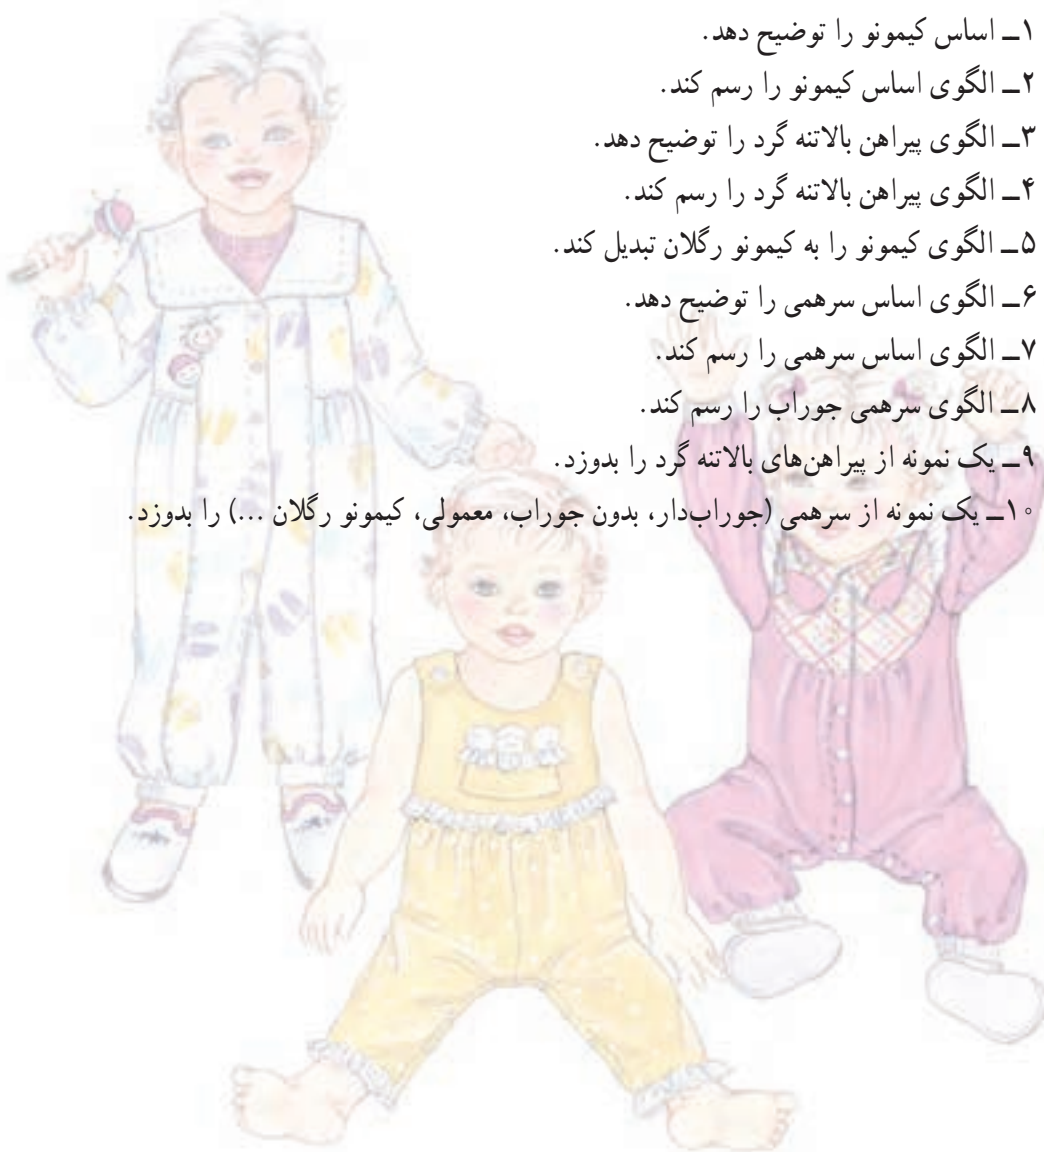 ۱ــ اساس کیمونو را توضیح دهد.
۲ــ الگوی اساس کیمونو را رسم کند.
۳ــ الگوی پیراهن بالاتنه گرد را توضیح دهد.
۴ــ الگوی پیراهن بالاتنه گرد را رسم کند.
۵ــ الگوی کیمونو را به کیمونو رگلان تبدیل کند.
۶ــ الگوی اساس سرهمی را توضیح دهد.
۷ــ الگوی اساس سرهمی را رسم کند.
۸ــ الگوی سرهمی جوراب را رسم کند.
۹ــ یک نمونه از پیراهن‌های بالاتنه گرد را بدوزد.
۱۰ــ یک نمونه از سرهمی (جوراب‌دار، بدون جوراب، معمولی، کیمونو رگلان ...) را بدوزد.